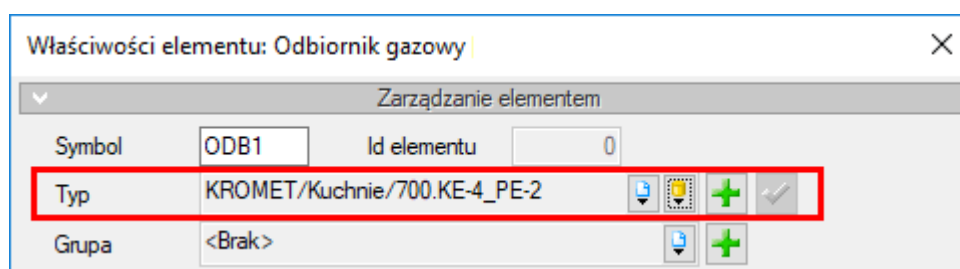 Właściwości elementu: Odbiornik gazowy
Zarządzanie elementem
Symbol ODB1 Id elementu 0
Typ KROMET/Kuchnie/700.KE-4_PE-2
Grupa <Brak>